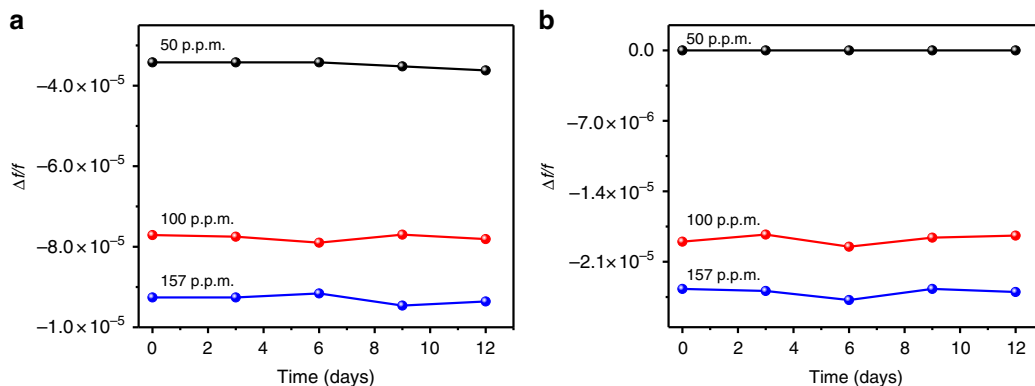 a
50 p.p.m.
−4.0×10⁻⁵
−6.0×10⁻⁵
Δf/f
100 p.p.m.
−8.0×10⁻⁵
157 p.p.m.
−1.0×10⁻⁵
0 2 4 6 8 10 12
Time (days)
b
50 p.p.m.
0.0
−7.0×10⁻⁶
Δf/f
−1.4×10⁻⁵
100 p.p.m.
−2.1×10⁻⁵
157 p.p.m.
0 2 4 6 8 10 12
Time (days)